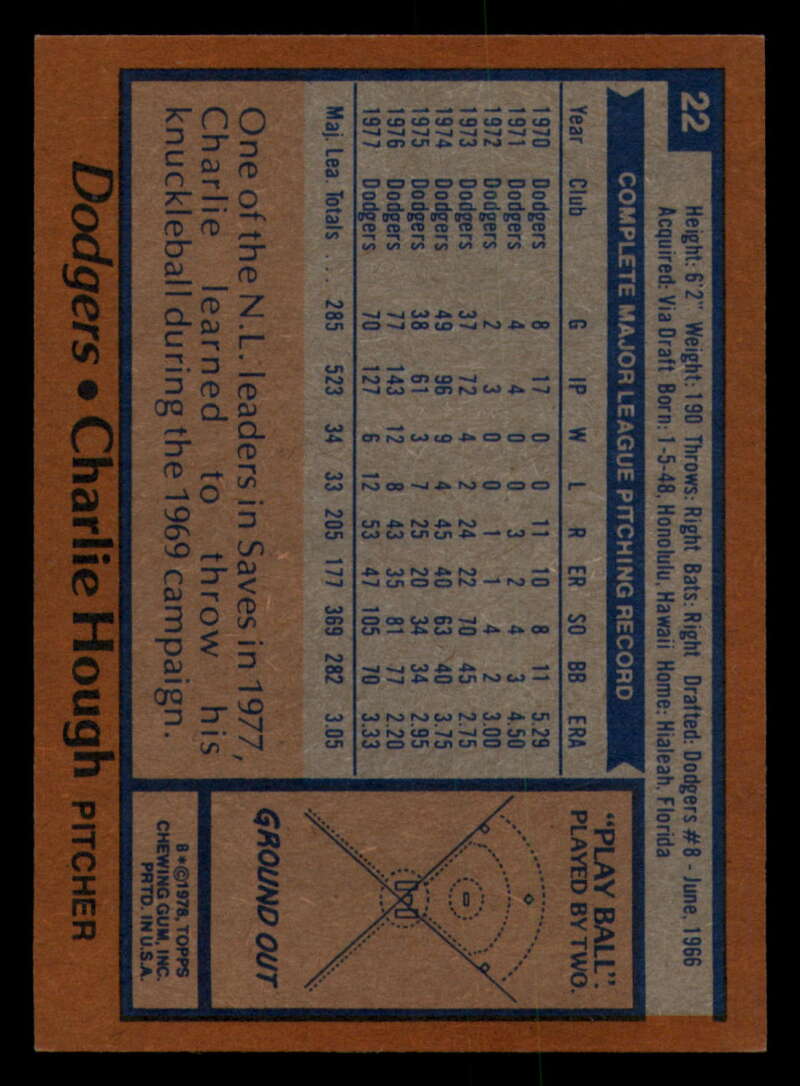 22
Height: 6'2" Weight: 190 Throws: Right Bats: Right Drafted: Dodgers #8 - June, 1966
Acquired: Via Draft Born: 1-5-48, Honolulu, Hawaii Home: Hialeah, Florida
COMPLETE MAJOR LEAGUE PITCHING RECORD
Year Club G IP W L R ER SO BB ERA
1970 Dodgers 8 17 0 0 11 10 8 11 5.29
1971 Dodgers 4 4 0 0 3 2 4 3 4.50
1972 Dodgers 2 3 0 0 1 1 4 2 3.00
1973 Dodgers 37 72 4 2 24 22 70 45 2.75
1974 Dodgers 49 96 9 4 45 40 63 40 3.75
1975 Dodgers 38 61 3 7 25 20 34 34 2.95
1976 Dodgers 77 143 12 8 43 35 81 77 2.20
1977 Dodgers 70 127 6 12 53 47 105 70 3.33
Maj. Lea. Totals ... 285 523 34 33 205 177 369 282 3.05
One of the N.L. leaders in Saves in 1977,
Charlie learned to throw his
knuckleball during the 1969 campaign.
"PLAY BALL".
PLAYED BY TWO.
GROUND OUT
B*©1978, TOPPS
CHEWING GUM, INC.
PRTD. IN U.S.A.
Dodgers • Charlie Hough PITCHER